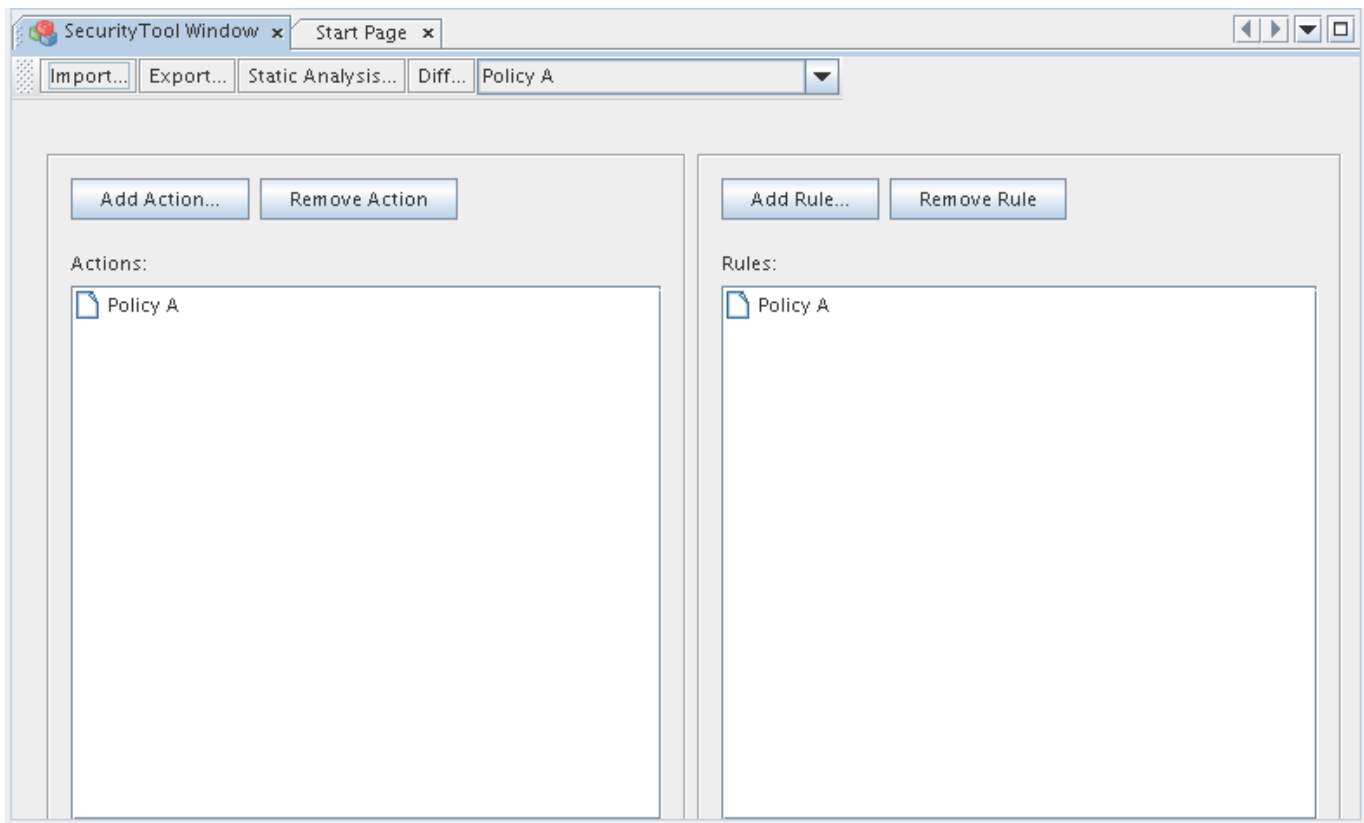 SecurityTool Window x Start Page x
Import... Export... Static Analysis... Diff... Policy A
Add Action... Remove Action
Actions:
Policy A
Add Rule... Remove Rule
Rules:
Policy A